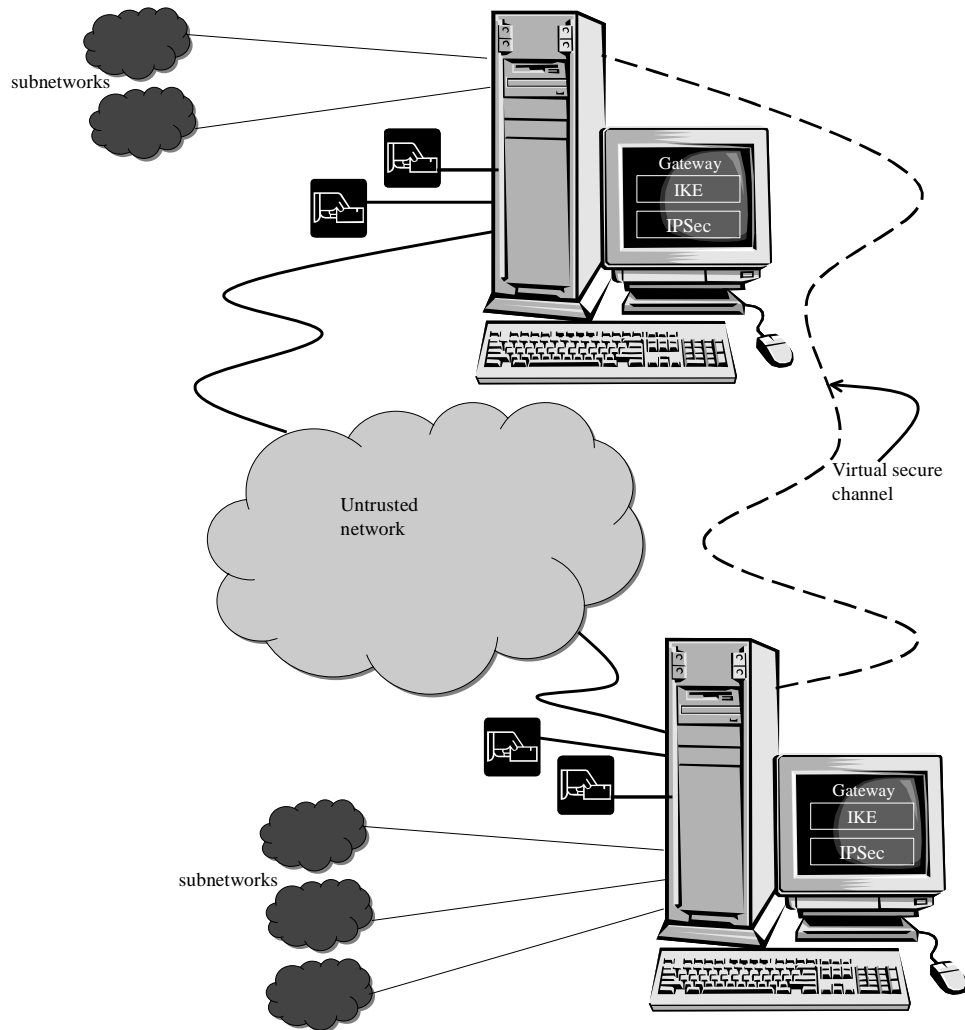 subnetworks
Gateway
IKE
IPSec
Virtual secure
channel
Untrusted
network
Gateway
IKE
IPSec
subnetworks